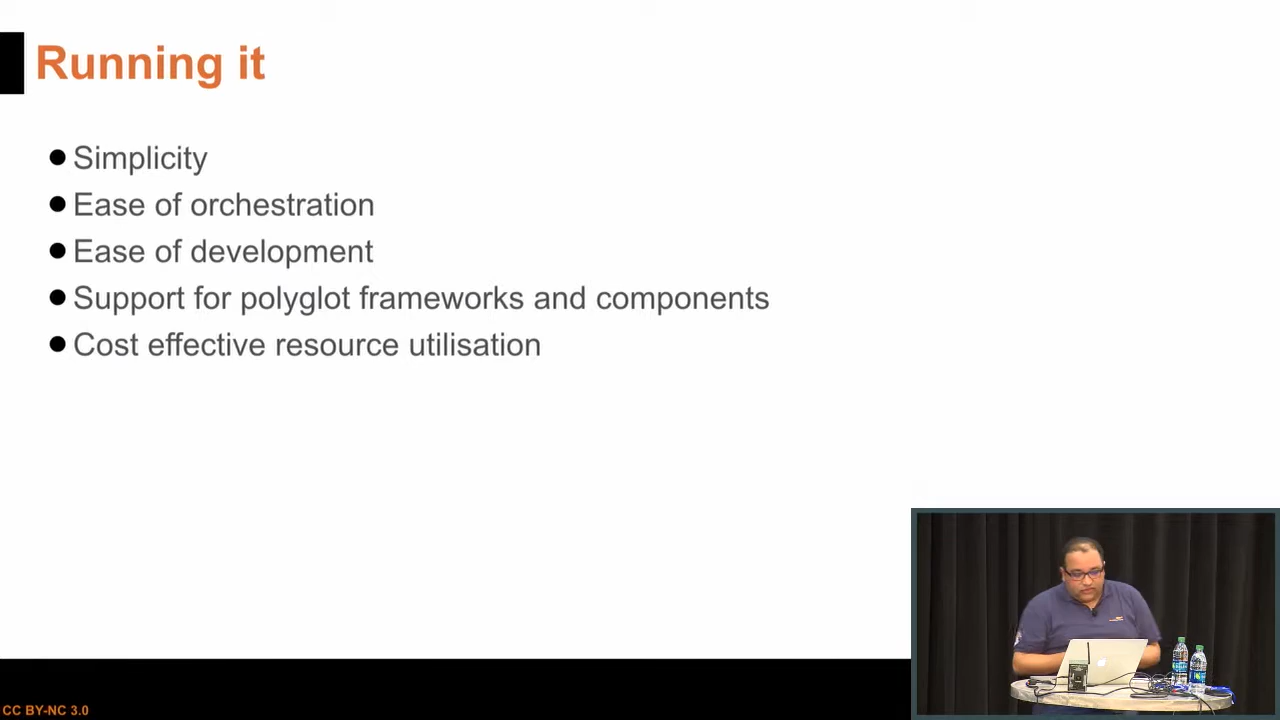 Running it
Simplicity
Ease of orchestration
Ease of development
Support for polyglot frameworks and components
Cost effective resource utilisation
CC BY-NC 3.0